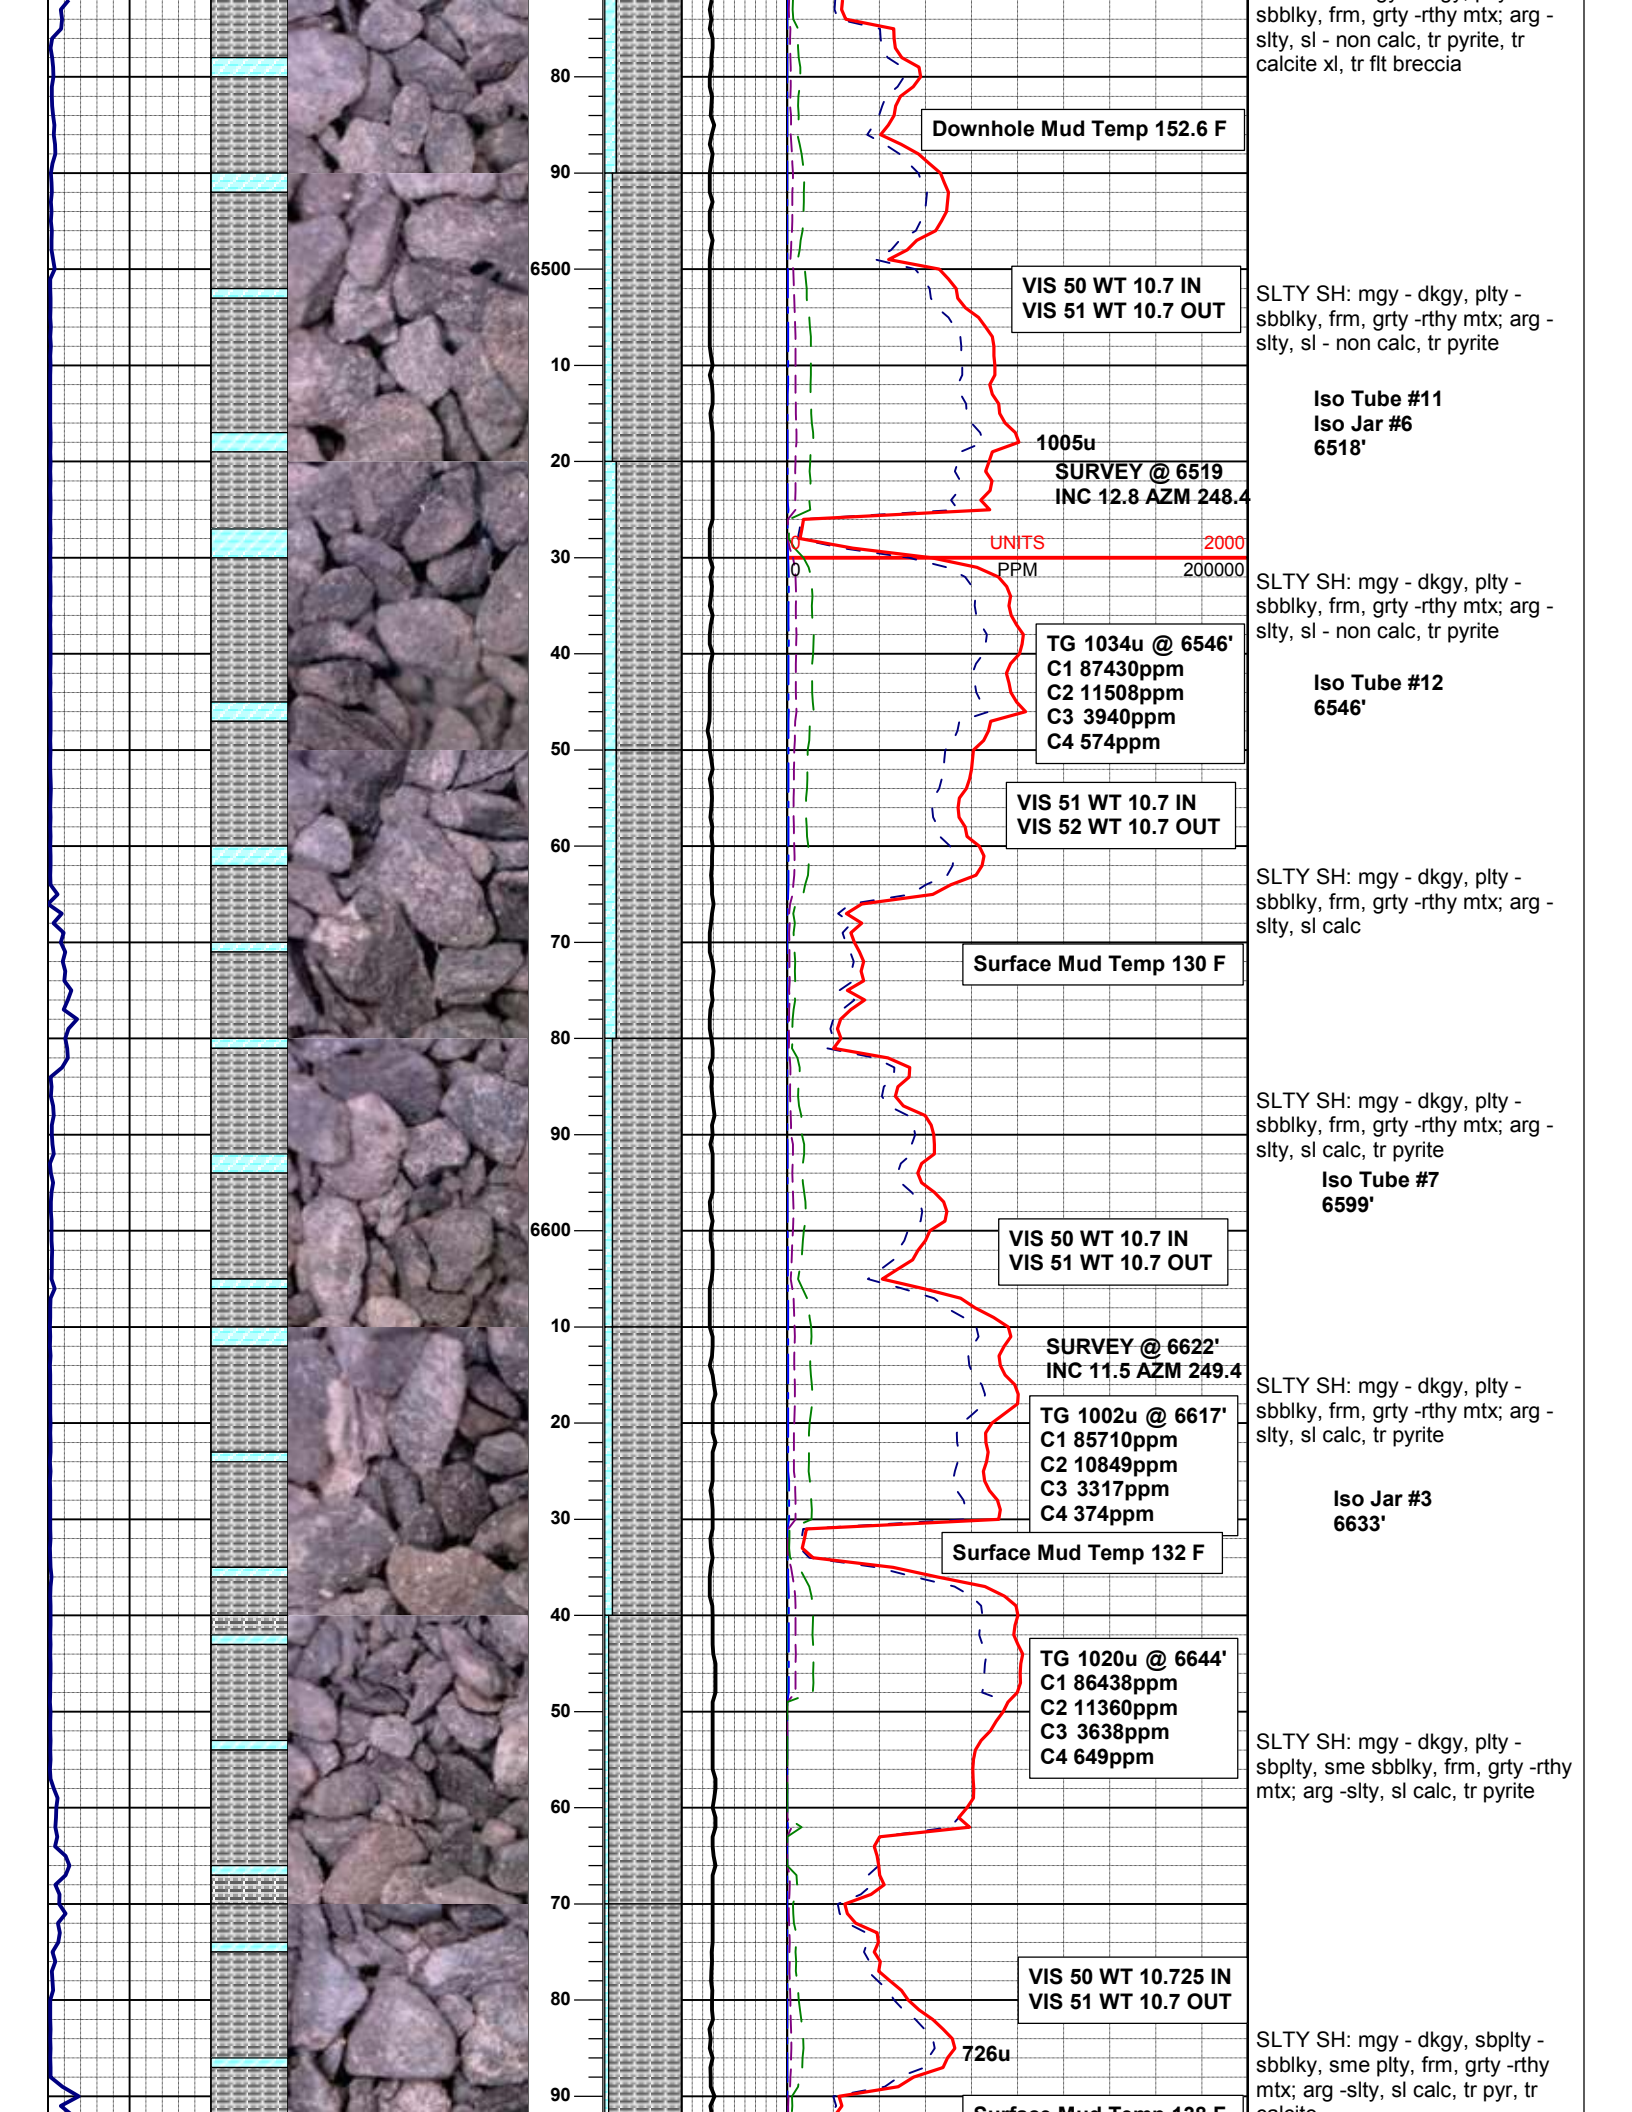 sbblky, frm, grty -rthy mtx; arg -
slty, sl - non calc, tr pyrite, tr
calcite xl, tr flt breccia
80
Downhole Mud Temp 152.6 F
90
6500
VIS 50 WT 10.7 IN
VIS 51 WT 10.7 OUT
SLTY SH: mgy - dkgy, plty -
sbblky, frm, grty -rthy mtx; arg -
slty, sl - non calc, tr pyrite
10
Iso Tube #11
Iso Jar #6
6518'
1005u
20
SURVEY @ 6519
INC 12.8 AZM 248.4
0 UNITS 2000
30
0 PPM 200000
SLTY SH: mgy - dkgy, plty -
sbblky, frm, grty -rthy mtx; arg -
slty, sl - non calc, tr pyrite
40
TG 1034u @ 6546'
C1 87430ppm
C2 11508ppm
C3 3940ppm
C4 574ppm
Iso Tube #12
6546'
50
VIS 51 WT 10.7 IN
VIS 52 WT 10.7 OUT
60
SLTY SH: mgy - dkgy, plty -
sbblky, frm, grty -rthy mtx; arg -
slty, sl calc
70
Surface Mud Temp 130 F
80
SLTY SH: mgy - dkgy, plty -
sbblky, frm, grty -rthy mtx; arg -
slty, sl calc, tr pyrite
90
Iso Tube #7
6599'
6600
VIS 50 WT 10.7 IN
VIS 51 WT 10.7 OUT
10
SURVEY @ 6622'
INC 11.5 AZM 249.4
SLTY SH: mgy - dkgy, plty -
sbblky, frm, grty -rthy mtx; arg -
slty, sl calc, tr pyrite
20
TG 1002u @ 6617'
C1 85710ppm
C2 10849ppm
C3 3317ppm
C4 374ppm
Iso Jar #3
6633'
30
Surface Mud Temp 132 F
40
TG 1020u @ 6644'
C1 86438ppm
C2 11360ppm
C3 3638ppm
C4 649ppm
50
SLTY SH: mgy - dkgy, plty -
sbplty, sme sbblky, frm, grty -rthy
mtx; arg -slty, sl calc, tr pyrite
60
70
VIS 50 WT 10.725 IN
VIS 51 WT 10.7 OUT
80
726u
SLTY SH: mgy - dkgy, sbplty -
sbblky, sme plty, frm, grty -rthy
mtx; arg -slty, sl calc, tr pyr, tr
90